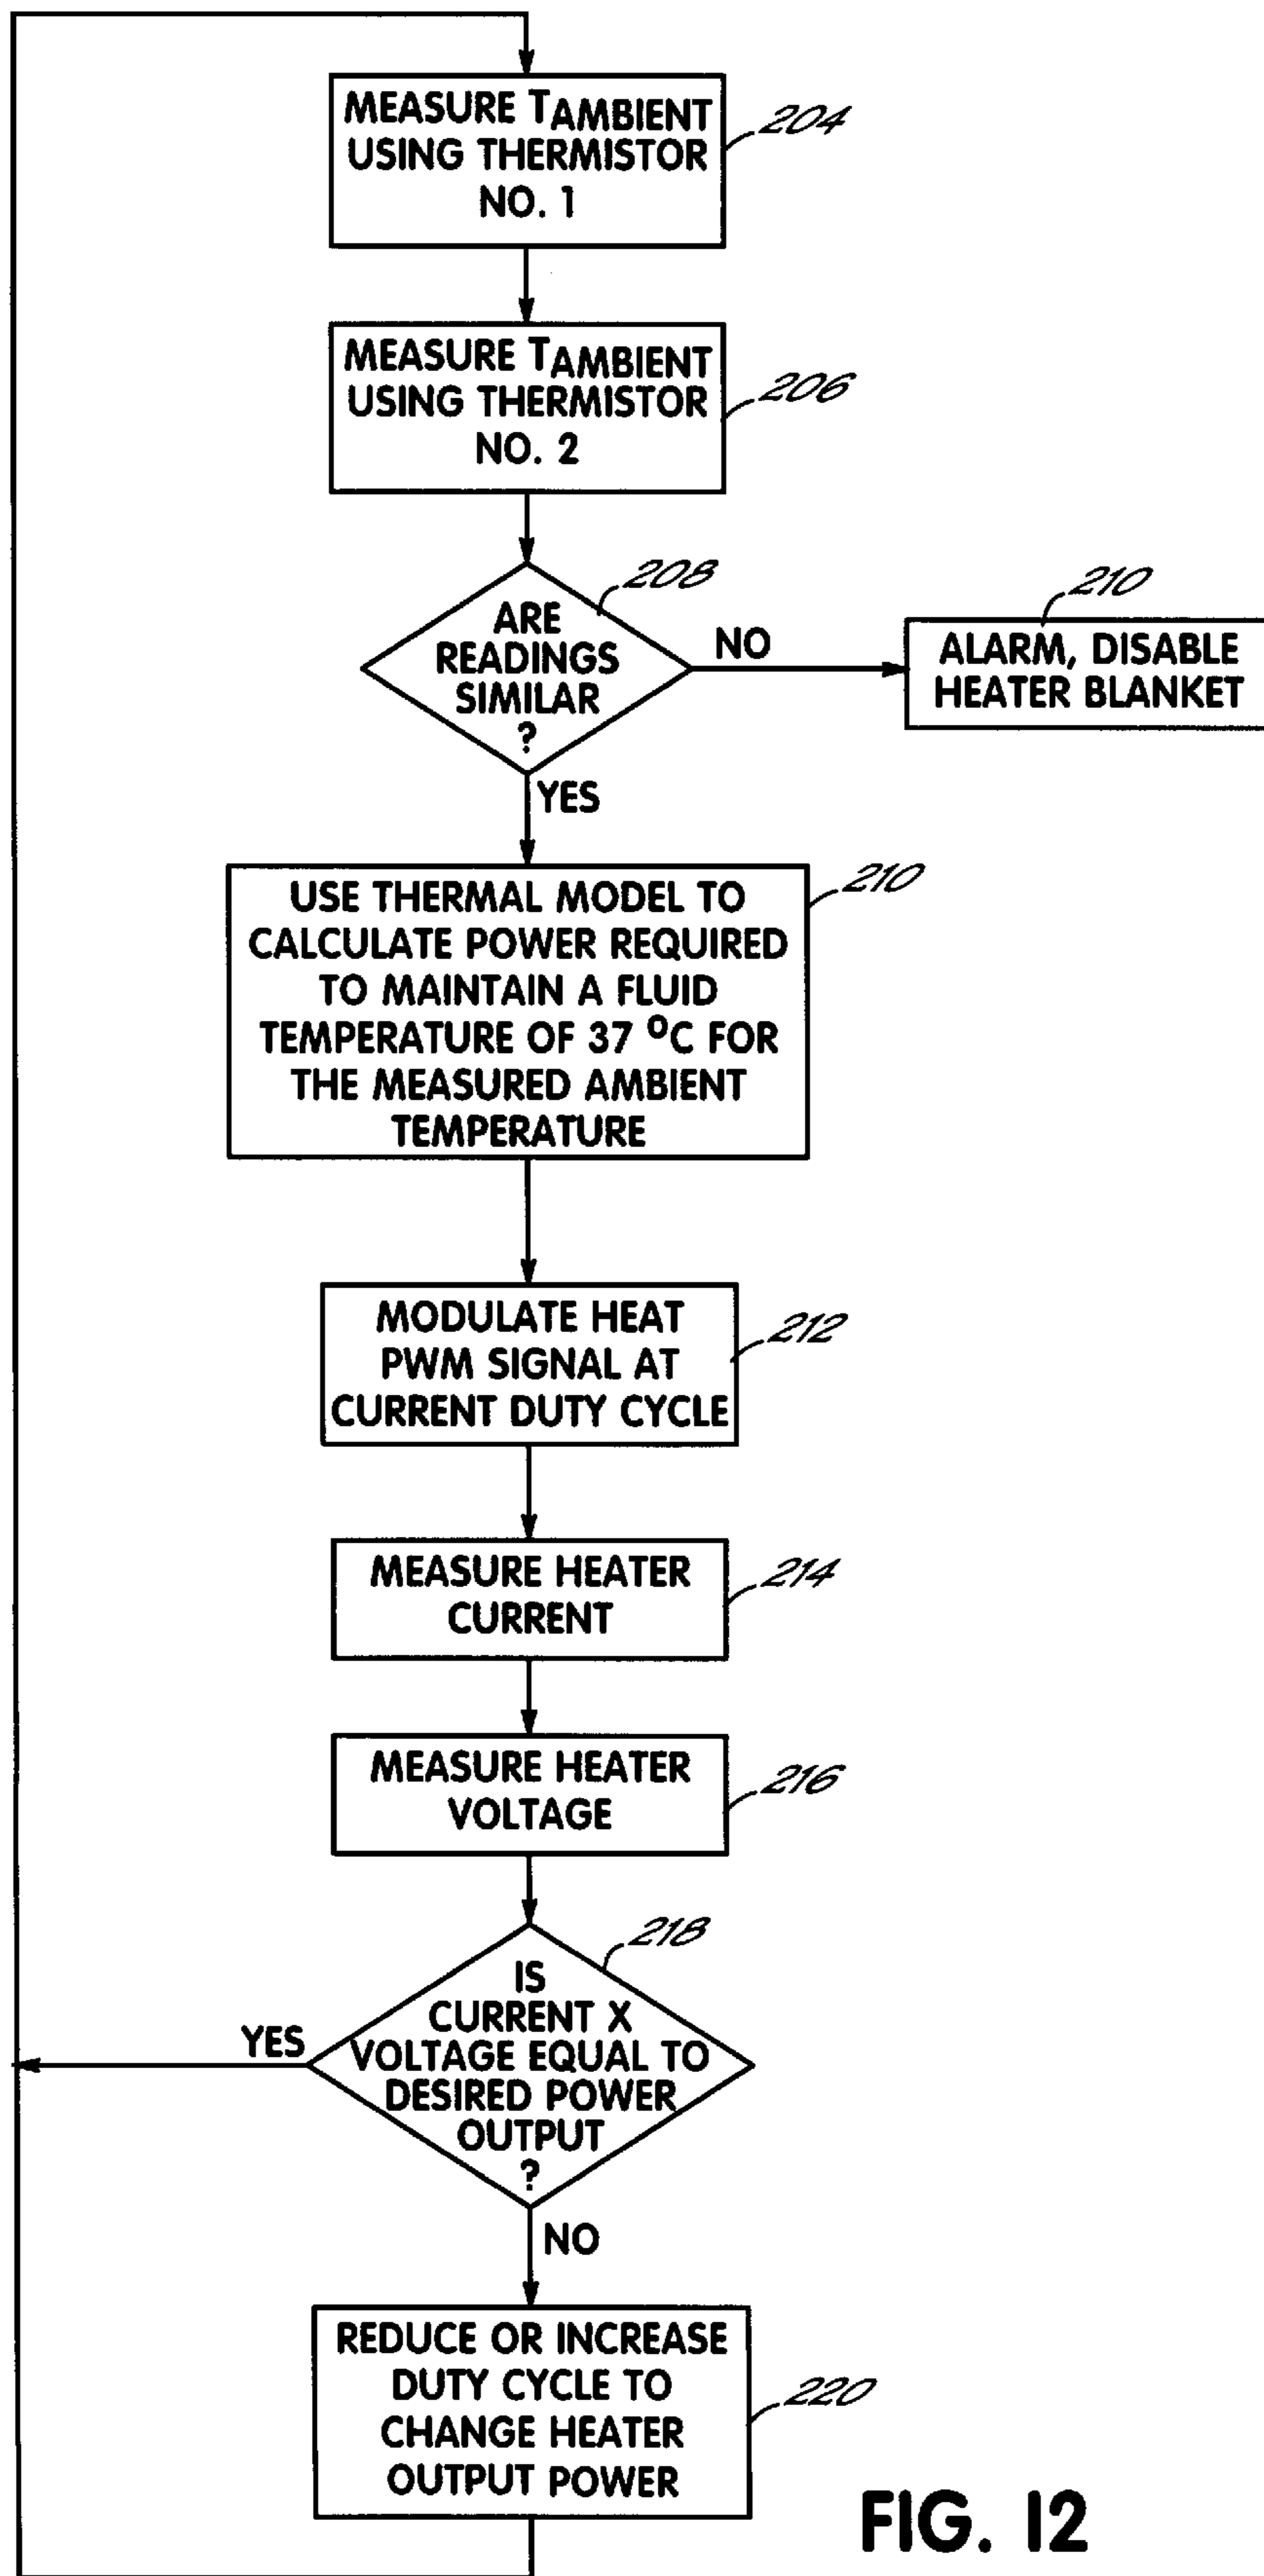 MEASURE TAMBIENT
USING THERMISTOR
NO. 1
204
MEASURE TAMBIENT
USING THERMISTOR
NO. 2
206
ARE
READINGS
SIMILAR
?
208
NO
210
ALARM, DISABLE
HEATER BLANKET
YES
USE THERMAL MODEL TO
CALCULATE POWER REQUIRED
TO MAINTAIN A FLUID
TEMPERATURE OF 37 °C FOR
THE MEASURED AMBIENT
TEMPERATURE
210
MODULATE HEAT
PWM SIGNAL AT
CURRENT DUTY CYCLE
212
MEASURE HEATER
CURRENT
214
MEASURE HEATER
VOLTAGE
216
218
IS
CURRENT X
VOLTAGE EQUAL TO
DESIRED POWER
OUTPUT
?
YES
NO
REDUCE OR INCREASE
DUTY CYCLE TO
CHANGE HEATER
OUTPUT POWER
220
FIG. 12